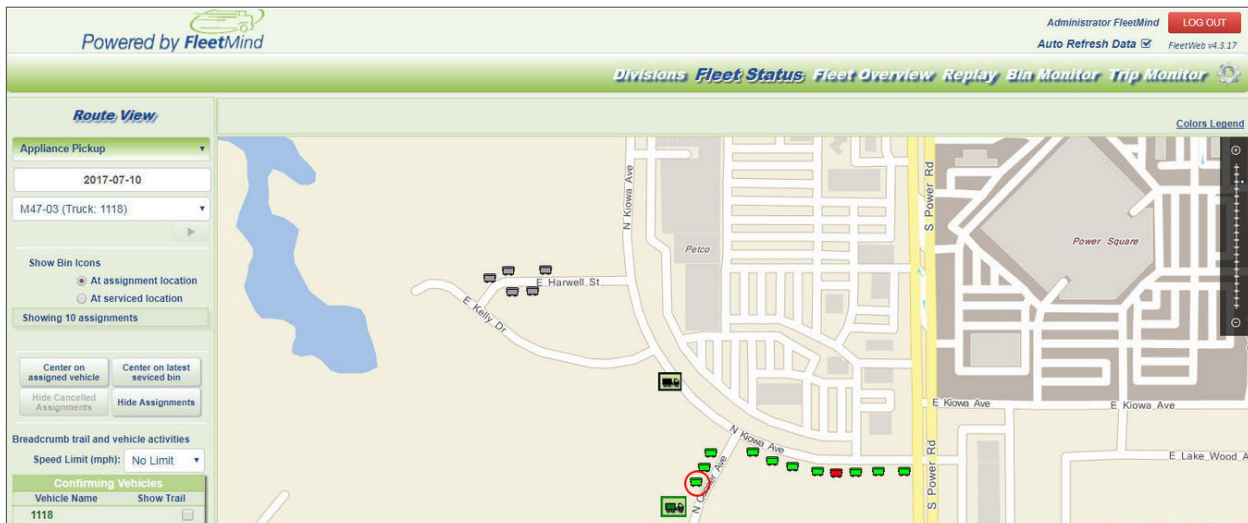 Powered by FleetMind
Administrator FleetMind
LOG OUT
Auto Refresh Data
FleetWeb v4.3.17
Divisions Fleet Status Fleet Overview Replay Bin Monitor Trip Monitor
Route View
Colors Legend
Appliance Pickup
2017-07-10
M47-03 (Truck: 1118)
Show Bin Icons
At assignment location
At serviced location
Showing 10 assignments
Center on
assigned vehicle
Center on latest
seviced bin
Hide Cancelled
Assignments
Hide Assignments
Breadcrumb trail and vehicle activities
Speed Limit (mph):
No Limit
Confirming Vehicles
Vehicle Name
Show Trail
1118
N Kiowa Ave
S Power Rd
Petco
Power Square
E Harwell St
E Kelly Dr
E Kiowa Ave
E Kiowa Ave
N Kiowa Ave
E Lake Wood A
S Power Rd